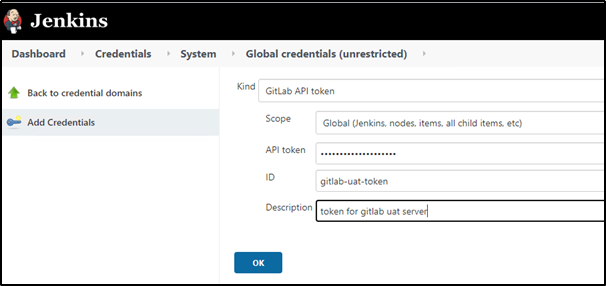 Jenkins
Dashboard Credentials System Global credentials (unrestricted)
Back to credential domains
Add Credentials
Kind GitLab API token
Scope Global (Jenkins, nodes, items, all child items, etc)
API token ••••••••••••••••••••
ID gitlab-uat-token
Description token for gitlab uat server
OK